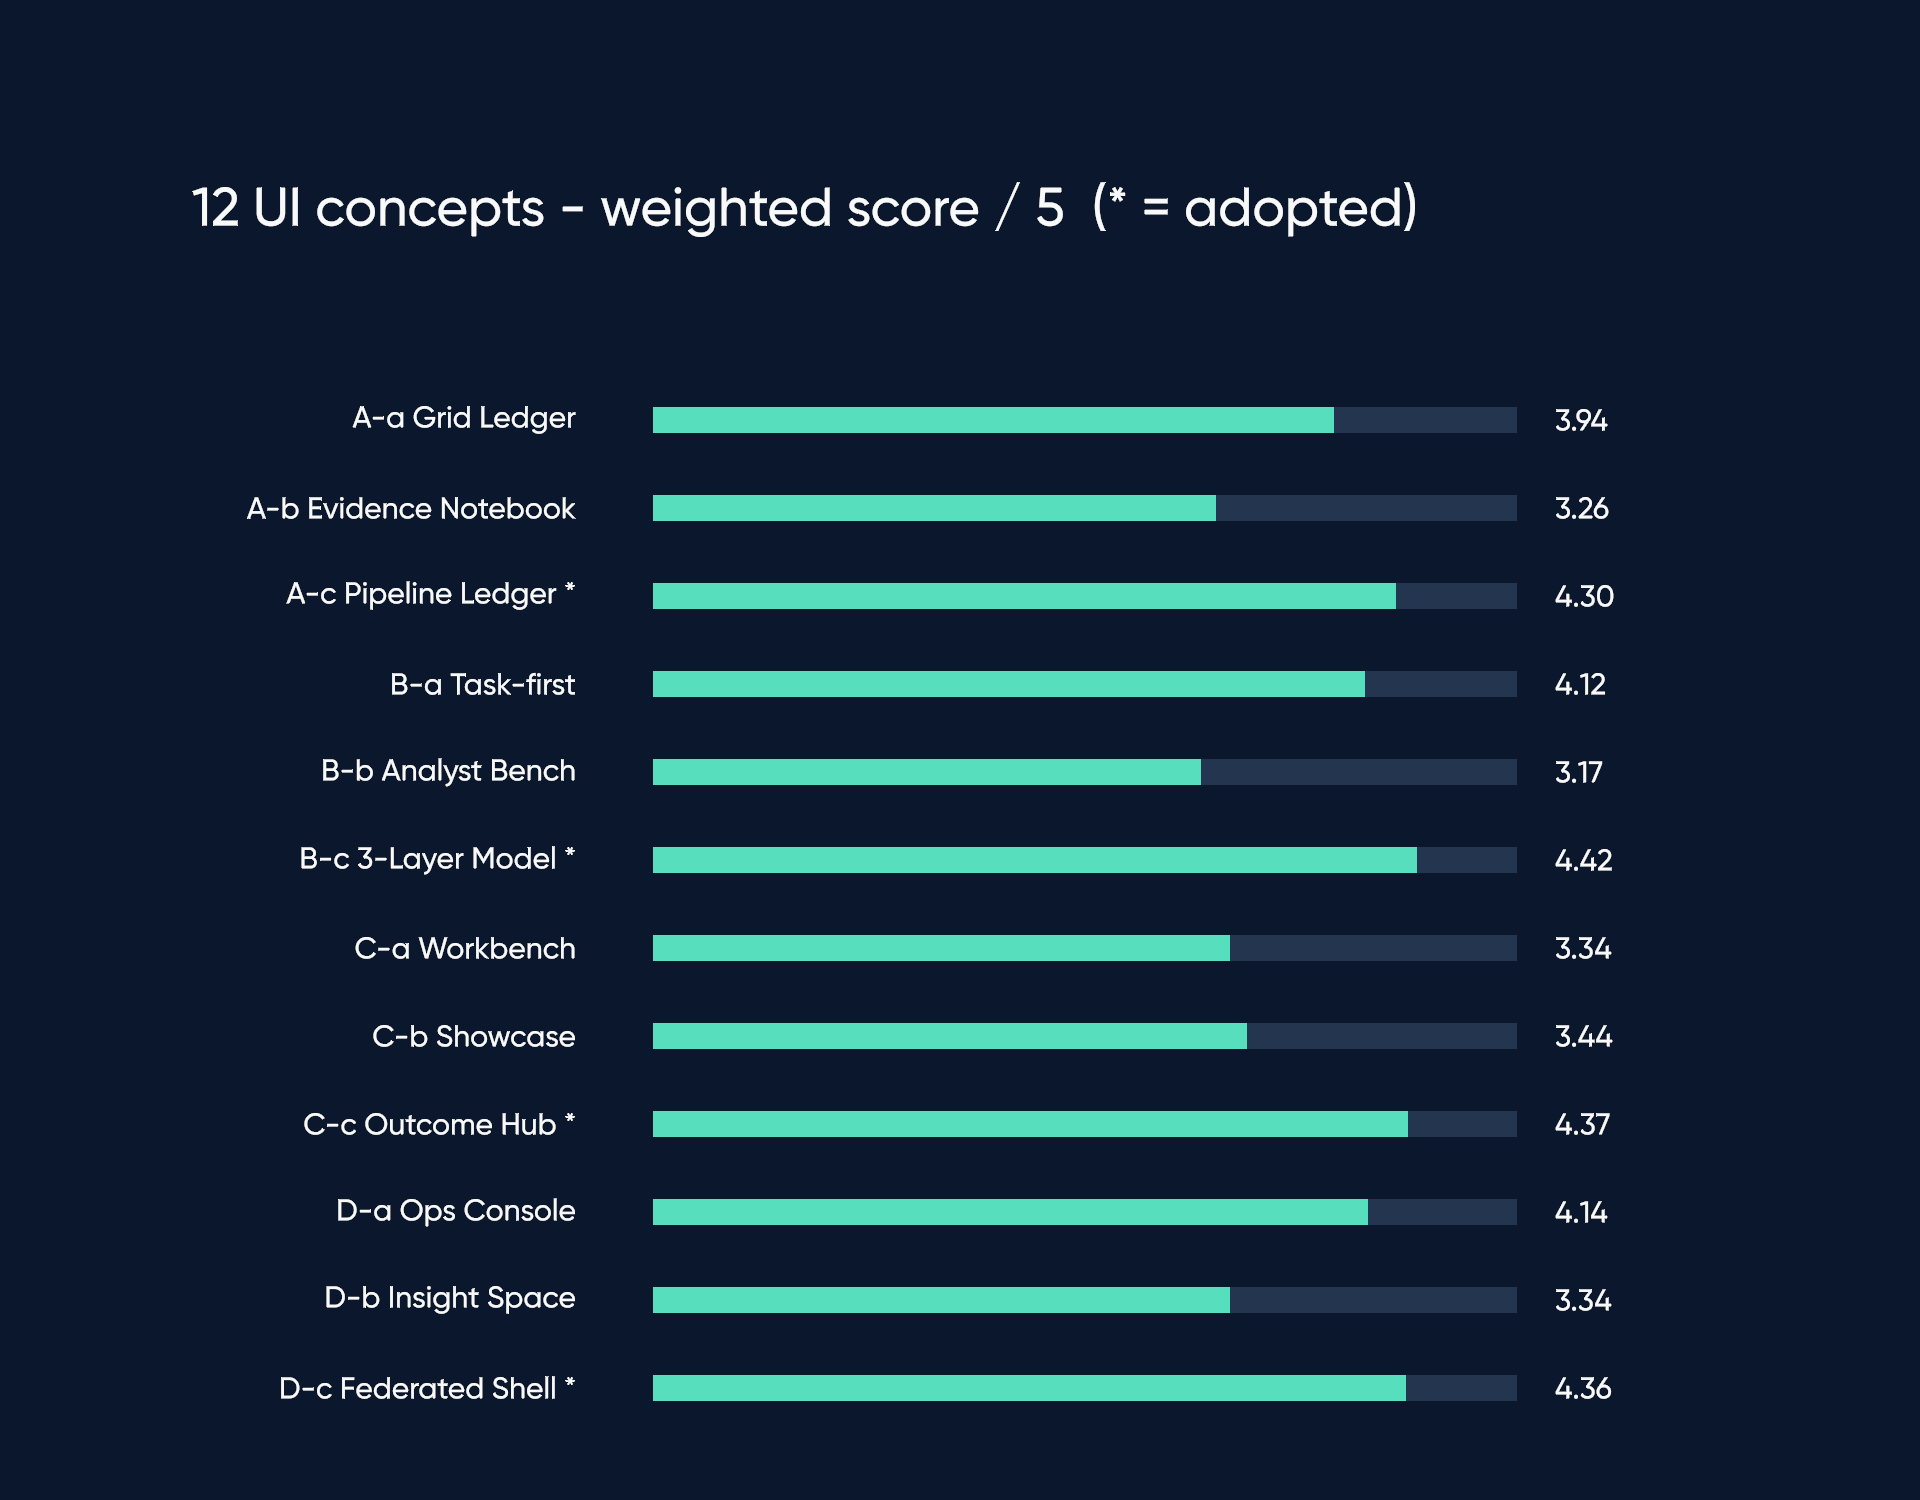 12 UI concepts - weighted score / 5  (* = adopted)
A-a Grid Ledger 3.94
A-b Evidence Notebook 3.26
A-c Pipeline Ledger * 4.30
B-a Task-first 4.12
B-b Analyst Bench 3.17
B-c 3-Layer Model * 4.42
C-a Workbench 3.34
C-b Showcase 3.44
C-c Outcome Hub * 4.37
D-a Ops Console 4.14
D-b Insight Space 3.34
D-c Federated Shell * 4.36